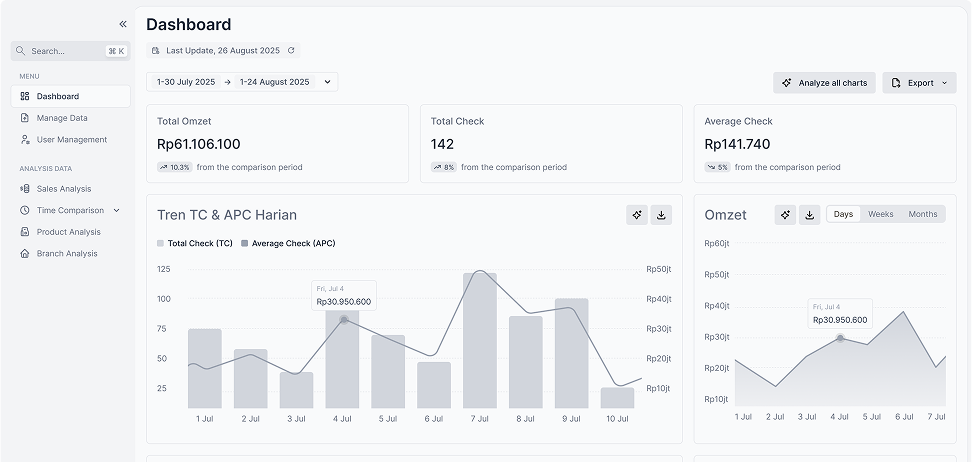 Dashboard
Last Update, 26 August 2025
Search...
⌘ K
MENU
Dashboard
Manage Data
User Management
ANALYSIS DATA
Sales Analysis
Time Comparison
Product Analysis
Branch Analysis
1-30 July 2025 → 1-24 August 2025
Analyze all charts
Export
Total Omzet
Rp61.106.100
10.3% from the comparison period
Total Check
142
8% from the comparison period
Average Check
Rp141.740
5% from the comparison period
Tren TC & APC Harian
Total Check (TC) Average Check (APC)
125
100
75
50
25
Fri, Jul 4
Rp30.950.600
Rp50jt
Rp40jt
Rp30jt
Rp20jt
Rp10jt
1 Jul 2 Jul 3 Jul 4 Jul 5 Jul 6 Jul 7 Jul 8 Jul 9 Jul 10 Jul
Omzet
Days Weeks Months
Rp60jt
Rp50jt
Rp40jt
Rp30jt
Rp20jt
Rp10jt
Fri, Jul 4
Rp30.950.600
1 Jul 2 Jul 3 Jul 4 Jul 5 Jul 6 Jul 7 Jul